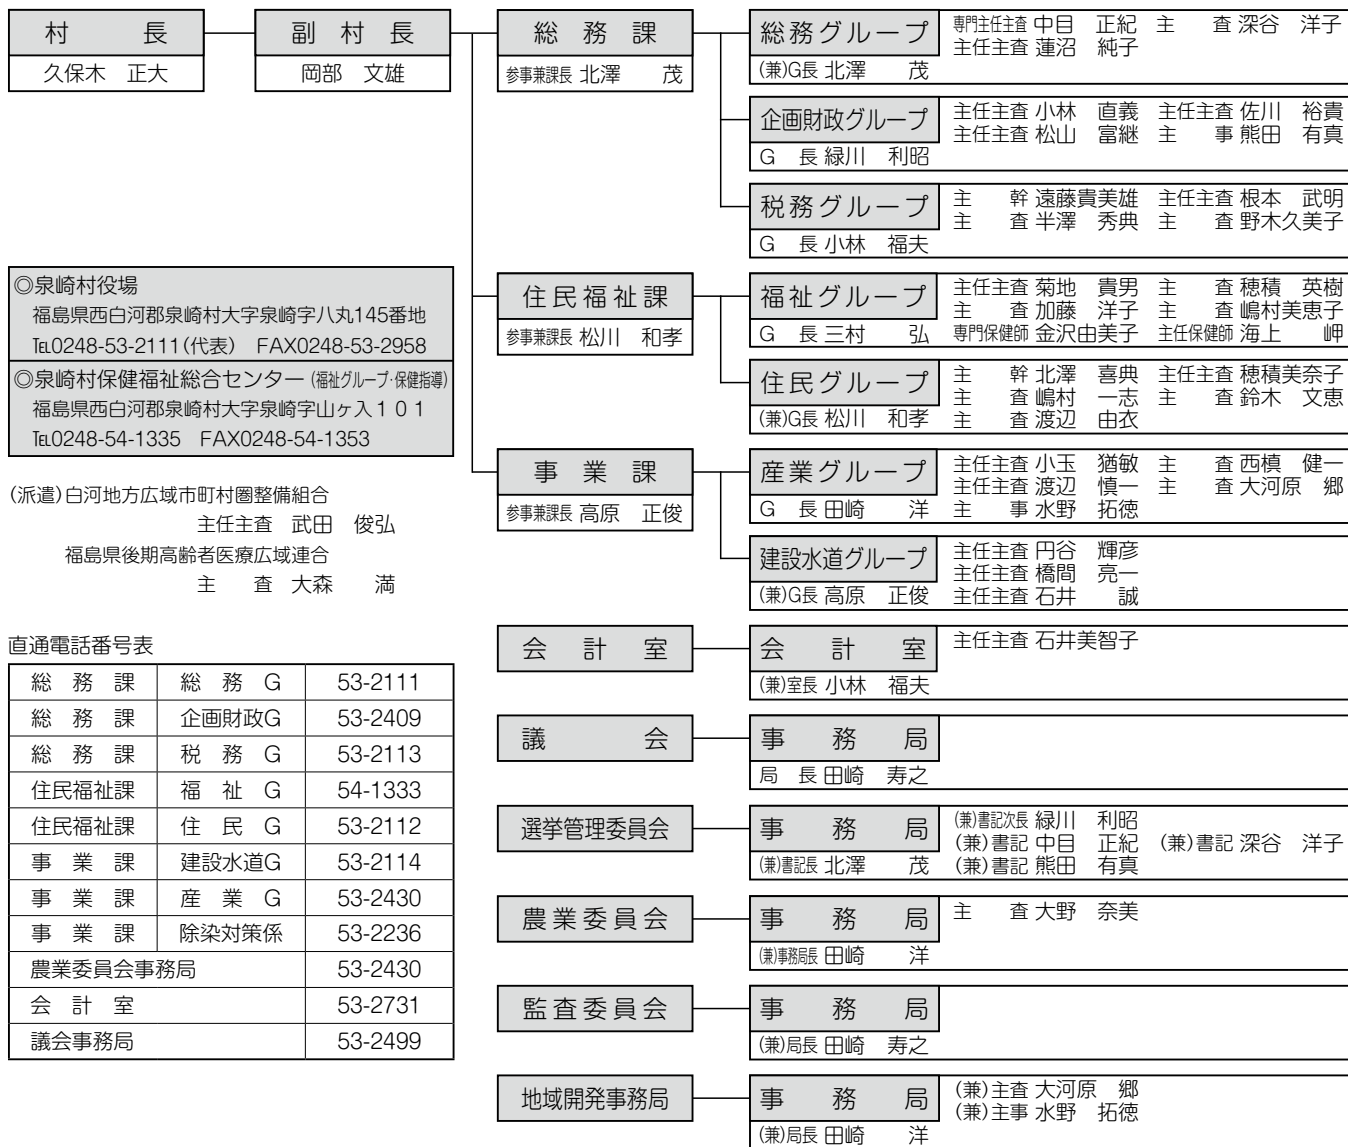 村　長
久保木　正大
副 村 長
岡部　文雄
総 務 課
参事兼課長 北澤　茂
総務グループ
(兼)G長 北澤　茂
専門主任主査 中目　正紀　主　査 深谷　洋子
主任主査 蓮沼　純子
企画財政グループ
G　長 緑川　利昭
主任主査 小林　直義　主任主査 佐川　裕貴
主任主査 松山　富継　主　事 熊田　有真
税務グループ
G　長 小林　福夫
主　幹 遠藤貴美雄　主任主査 根本　武明
主　査 半澤　秀典　主　査 野木久美子
◎泉崎村役場
福島県西白河郡泉崎村大字泉崎字八丸145番地
℡0248-53-2111(代表)　FAX0248-53-2958
◎泉崎村保健福祉総合センター (福祉グループ・保健指導)
福島県西白河郡泉崎村大字泉崎字山ヶ入１０１
℡0248-54-1335　FAX0248-54-1353
住民福祉課
参事兼課長 松川　和孝
福祉グループ
G　長 三村　弘
主任主査 菊地　貴男　主　査 穂積　英樹
主　査 加藤　洋子　主　査 嶋村美恵子
専門保健師 金沢由美子　主任保健師 海上　岬
住民グループ
(兼)G長 松川　和孝
主　幹 北澤　喜典　主任主査 穂積美奈子
主　査 嶋村　一志　主　査 鈴木　文恵
主　査 渡辺　由衣
事 業 課
参事兼課長 高原　正俊
産業グループ
G　長 田崎　洋
主任主査 小玉　猶敏　主　査 西槙　健一
主任主査 渡辺　慎一　主　査 大河原　郷
主　事 水野　拓徳
建設水道グループ
(兼)G長 高原　正俊
主任主査 円谷　輝彦
主任主査 橋間　亮一
主任主査 石井　誠
(派遣)白河地方広域市町村圏整備組合
主任主査　武田　俊弘
福島県後期高齢者医療広域連合
主　査　大森　満
会 計 室
会 計 室
(兼)室長 小林　福夫
主任主査 石井美智子
議　会
事 務 局
局　長 田崎　寿之
選挙管理委員会
事 務 局
(兼)書記長 北澤　茂
(兼)書記次長 緑川　利昭
(兼)書記 中目　正紀　(兼)書記 深谷　洋子
(兼)書記 熊田　有真
農業委員会
事 務 局
(兼)事務局長 田崎　洋
主　査 大野　奈美
監査委員会
事 務 局
(兼)局長 田崎　寿之
地域開発事務局
事 務 局
(兼)局長 田崎　洋
(兼)主査 大河原　郷
(兼)主事 水野　拓徳
直通電話番号表
総 務 課　総 務 G　53-2111
総 務 課　企画財政G　53-2409
総 務 課　税 務 G　53-2113
住民福祉課　福 祉 G　54-1333
住民福祉課　住 民 G　53-2112
事 業 課　建設水道G　53-2114
事 業 課　産 業 G　53-2430
事 業 課　除染対策係　53-2236
農業委員会事務局　53-2430
会 計 室　53-2731
議会事務局　53-2499